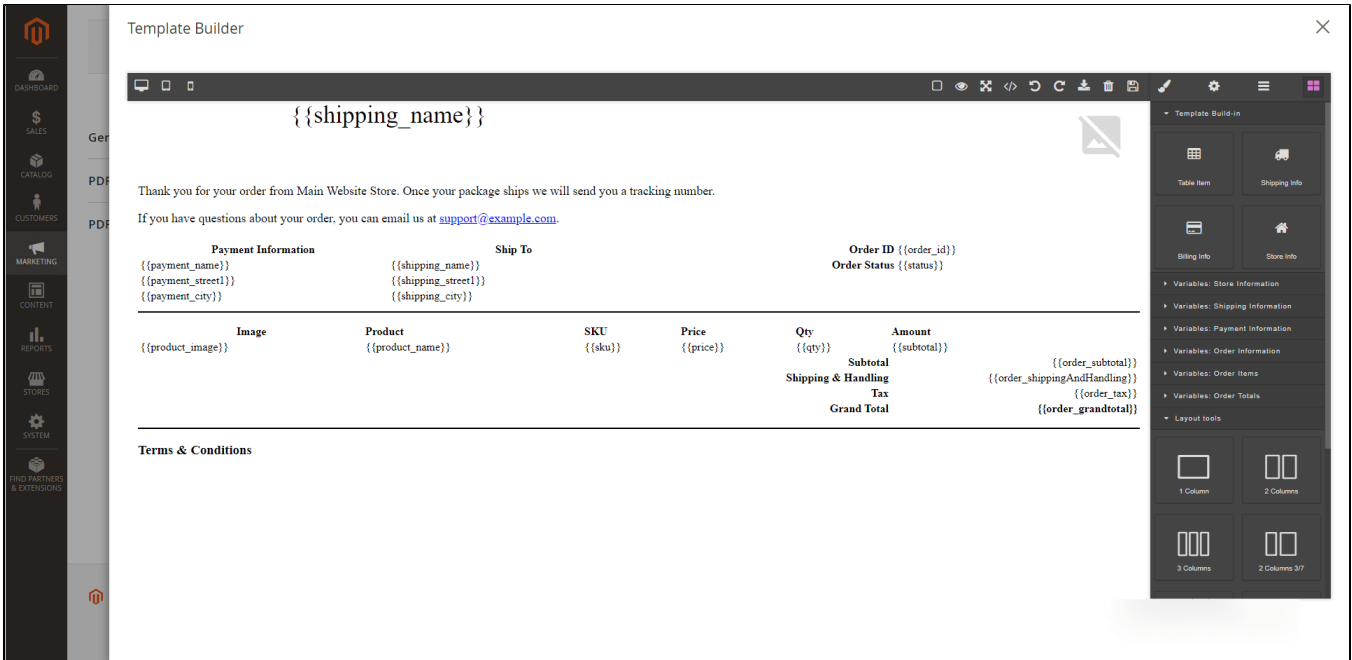 Template Builder
DASHBOARD
SALES
CATALOG
CUSTOMERS
MARKETING
CONTENT
REPORTS
STORES
SYSTEM
FIND PARTNERS
& EXTENSIONS
Ger
PDF
PDF
{{shipping_name}}
Thank you for your order from Main Website Store. Once your package ships we will send you a tracking number.
If you have questions about your order, you can email us at support@example.com.
Payment Information Ship To Order ID {{order_id}}
{{payment_name}} {{shipping_name}} Order Status {{status}}
{{payment_street1}} {{shipping_street1}}
{{payment_city}} {{shipping_city}}
Image Product SKU Price Qty Amount
{{product_image}} {{product_name}} {{sku}} {{price}} {{qty}} {{subtotal}}
Subtotal {{order_subtotal}}
Shipping & Handling {{order_shippingAndHandling}}
Tax {{order_tax}}
Grand Total {{order_grandtotal}}
Terms & Conditions
Template Build-in
Table Item Shipping Info
Billing Info Store Info
Variables: Store Information
Variables: Shipping Information
Variables: Payment Information
Variables: Order Information
Variables: Order Items
Variables: Order Totals
Layout tools
1 Column 2 Columns
3 Columns 2 Columns 3/7